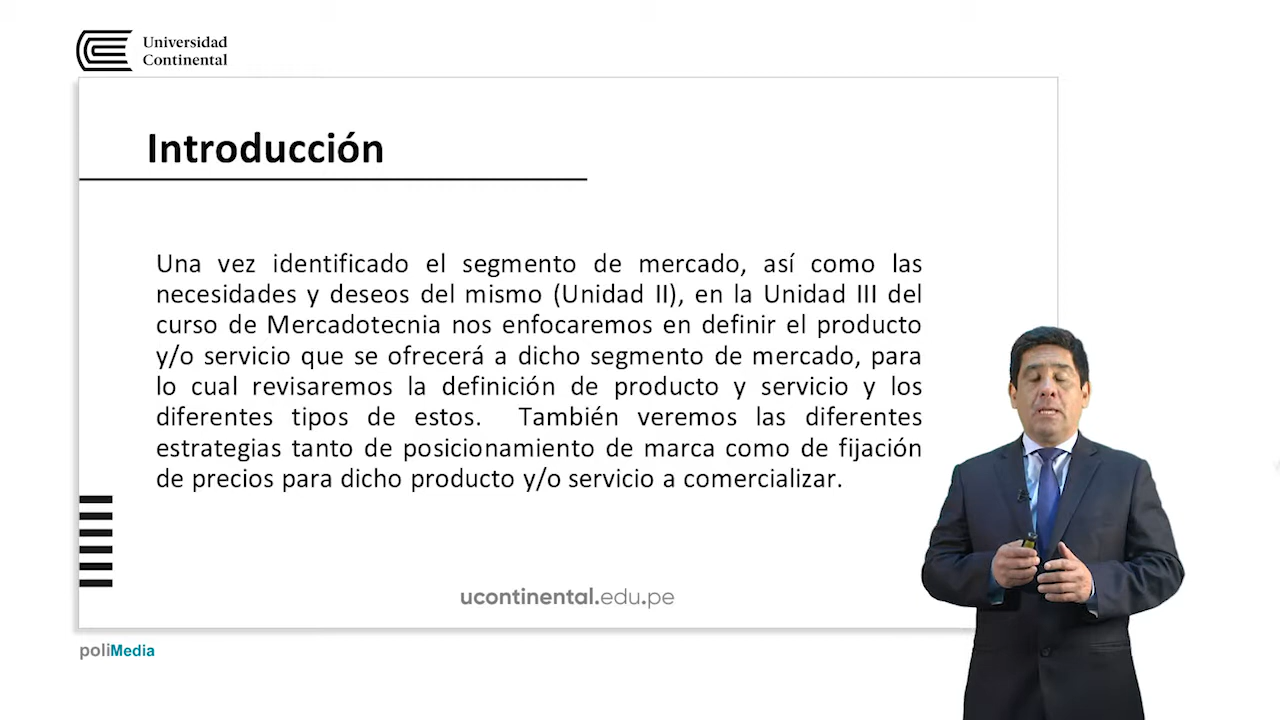 Universidad
Continental
Introducción
Una vez identificado el segmento de mercado, así como las
necesidades y deseos del mismo (Unidad II), en la Unidad III del
curso de Mercadotecnia nos enfocaremos en definir el producto
y/o servicio que se ofrecerá a dicho segmento de mercado, para
lo cual revisaremos la definición de producto y servicio y los
diferentes tipos de estos. También veremos las diferentes
estrategias tanto de posicionamiento de marca como de fijación
de precios para dicho producto y/o servicio a comercializar.
ucontinental.edu.pe
poliMedia